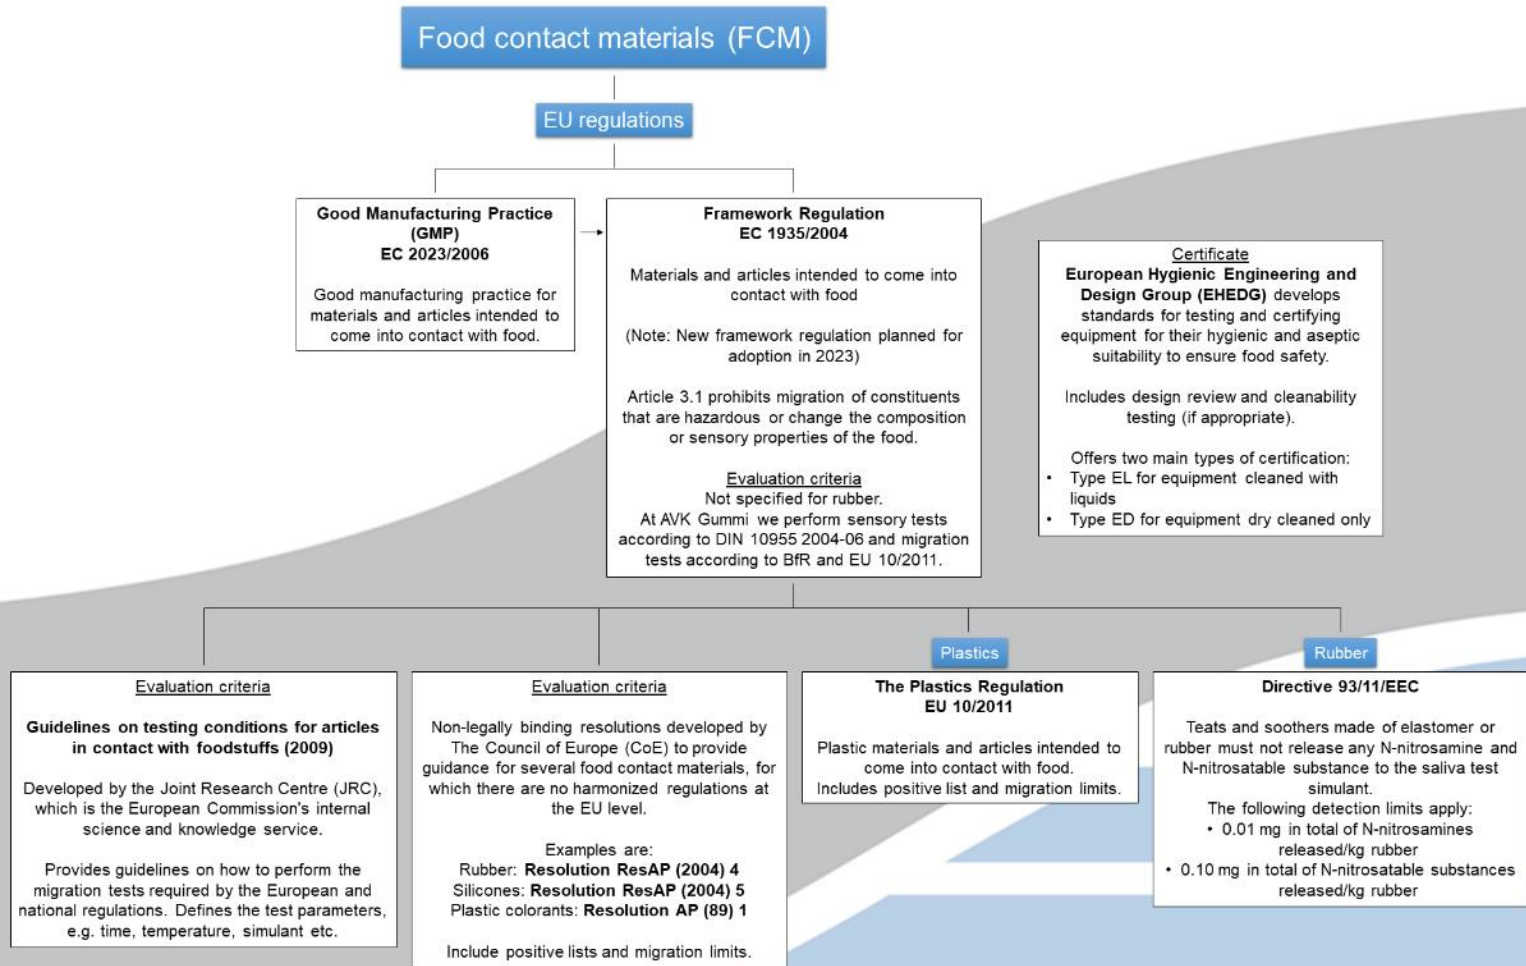 Food contact materials (FCM)
EU regulations
Good Manufacturing Practice
(GMP)
EC 2023/2006
Good manufacturing practice for
materials and articles intended to
come into contact with food.
Framework Regulation
EC 1935/2004
Materials and articles intended to come into
contact with food
(Note: New framework regulation planned for
adoption in 2023)
Article 3.1 prohibits migration of constituents
that are hazardous or change the composition
or sensory properties of the food.
Evaluation criteria
Not specified for rubber.
At AVK Gummi we perform sensory tests
according to DIN 10955 2004-06 and migration
tests according to BfR and EU 10/2011.
Certificate
European Hygienic Engineering and
Design Group (EHEDG) develops
standards for testing and certifying
equipment for their hygienic and aseptic
suitability to ensure food safety.
Includes design review and cleanability
testing (if appropriate).
Offers two main types of certification:
• Type EL for equipment cleaned with
liquids
• Type ED for equipment dry cleaned only
Evaluation criteria
Guidelines on testing conditions for articles
in contact with foodstuffs (2009)
Developed by the Joint Research Centre (JRC),
which is the European Commission's internal
science and knowledge service.
Provides guidelines on how to perform the
migration tests required by the European and
national regulations. Defines the test parameters,
e.g. time, temperature, simulant etc.
Evaluation criteria
Non-legally binding resolutions developed by
The Council of Europe (CoE) to provide
guidance for several food contact materials, for
which there are no harmonized regulations at
the EU level.
Examples are:
Rubber: Resolution ResAP (2004) 4
Silicones: Resolution ResAP (2004) 5
Plastic colorants: Resolution AP (89) 1
Include positive lists and migration limits.
Plastics
The Plastics Regulation
EU 10/2011
Plastic materials and articles intended to
come into contact with food.
Includes positive list and migration limits.
Rubber
Directive 93/11/EEC
Teats and soothers made of elastomer or
rubber must not release any N-nitrosamine and
N-nitrosatable substance to the saliva test
simulant.
The following detection limits apply:
• 0.01 mg in total of N-nitrosamines
released/kg rubber
• 0.10 mg in total of N-nitrosatable substances
released/kg rubber